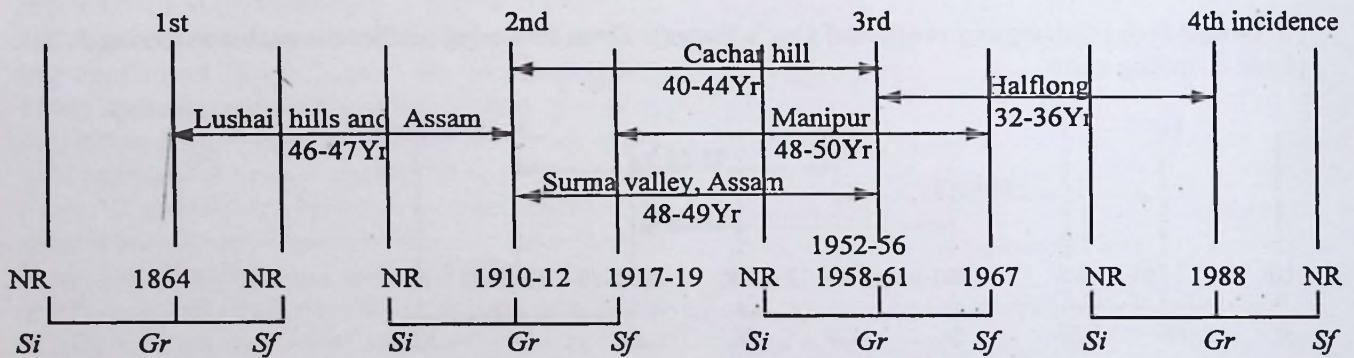 1st 2nd 3rd 4th incidence
Cachar hill
40-44Yr
Halflong
32-36Yr
Lushai hills and Assam
46-47Yr
Manipur
48-50Yr
Surma valley, Assam
48-49Yr
1952-56
NR 1864 NR NR 1910-12 1917-19 NR 1958-61 1967 NR 1988 NR
Si Gr Sf Si Gr Sf Si Gr Sf Si Gr Sf